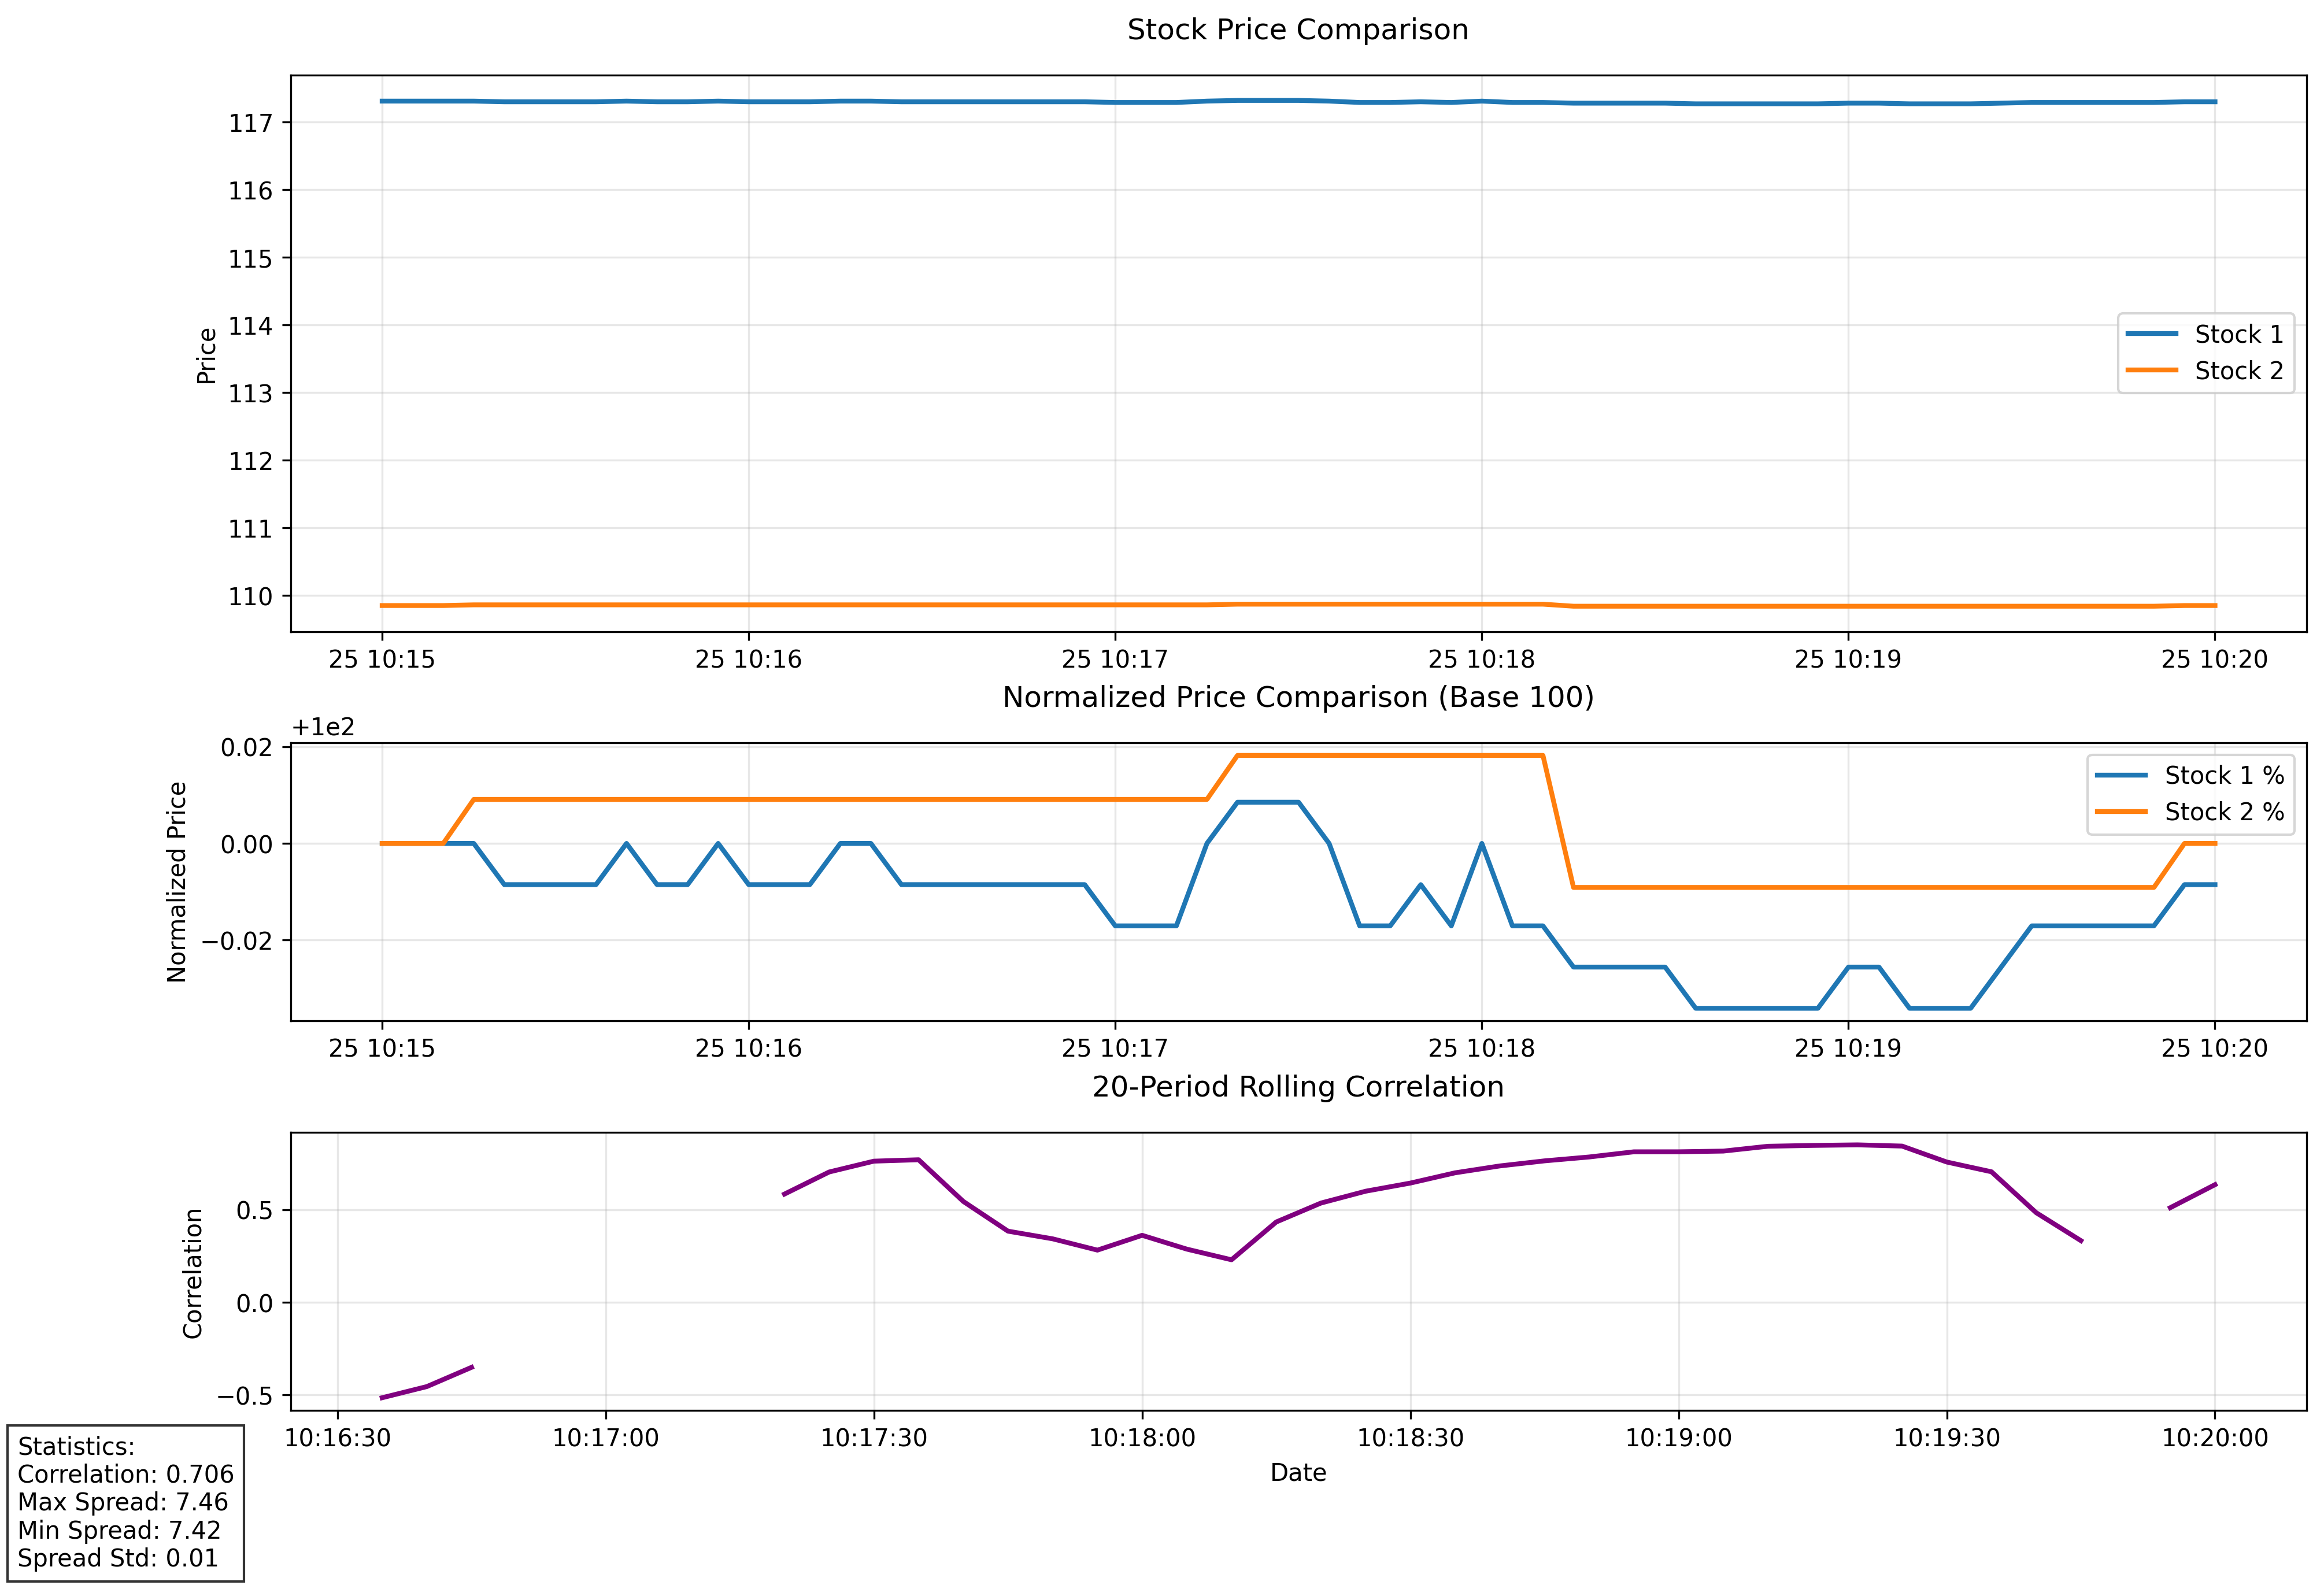 Stock Price Comparison
117
116
115
114
113
112
111
110
Price
Stock 1
Stock 2
25 10:15
25 10:16
25 10:17
25 10:18
25 10:19
25 10:20
Normalized Price Comparison (Base 100)
+1e2
0.02
0.00
−0.02
Normalized Price
Stock 1 %
Stock 2 %
25 10:15
25 10:16
25 10:17
25 10:18
25 10:19
25 10:20
20-Period Rolling Correlation
0.5
0.0
−0.5
Correlation
10:16:30
10:17:00
10:17:30
10:18:00
10:18:30
10:19:00
10:19:30
10:20:00
Date
Statistics:
Correlation: 0.706
Max Spread: 7.46
Min Spread: 7.42
Spread Std: 0.01